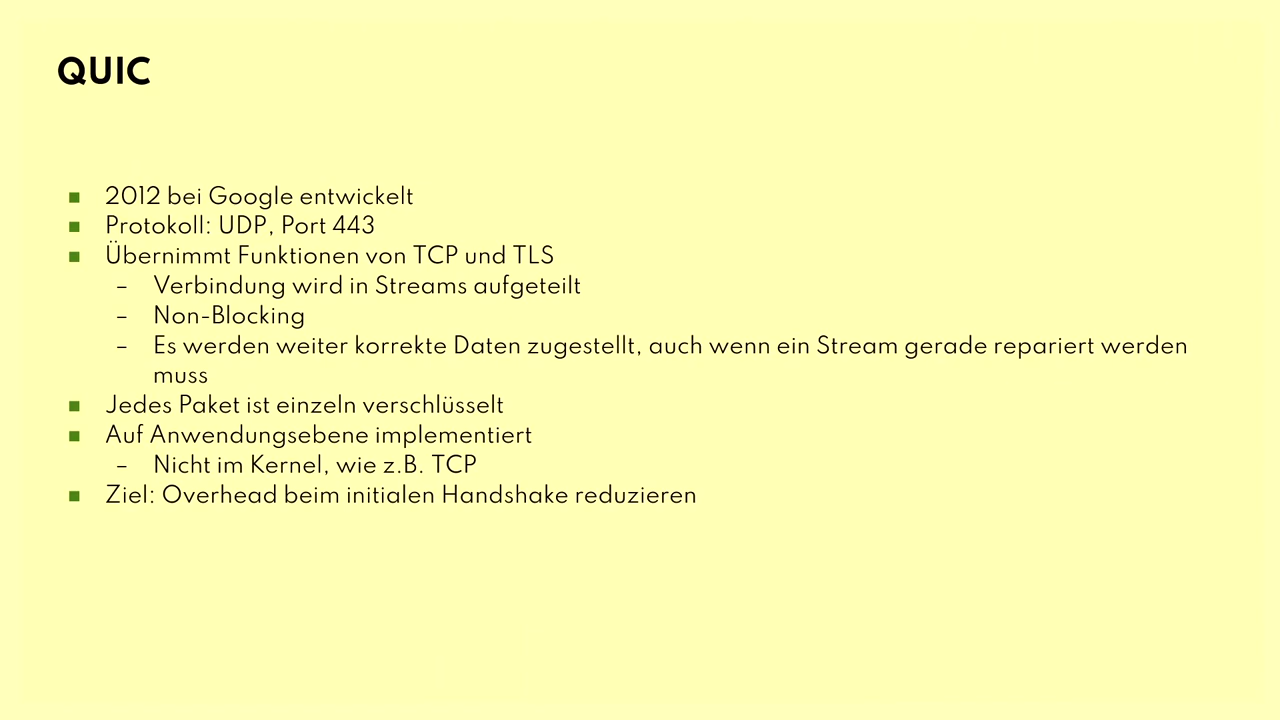 QUIC
2012 bei Google entwickelt
Protokoll: UDP, Port 443
Übernimmt Funktionen von TCP und TLS
– Verbindung wird in Streams aufgeteilt
– Non-Blocking
– Es werden weiter korrekte Daten zugestellt, auch wenn ein Stream gerade repariert werden
muss
Jedes Paket ist einzeln verschlüsselt
Auf Anwendungsebene implementiert
– Nicht im Kernel, wie z.B. TCP
Ziel: Overhead beim initialen Handshake reduzieren